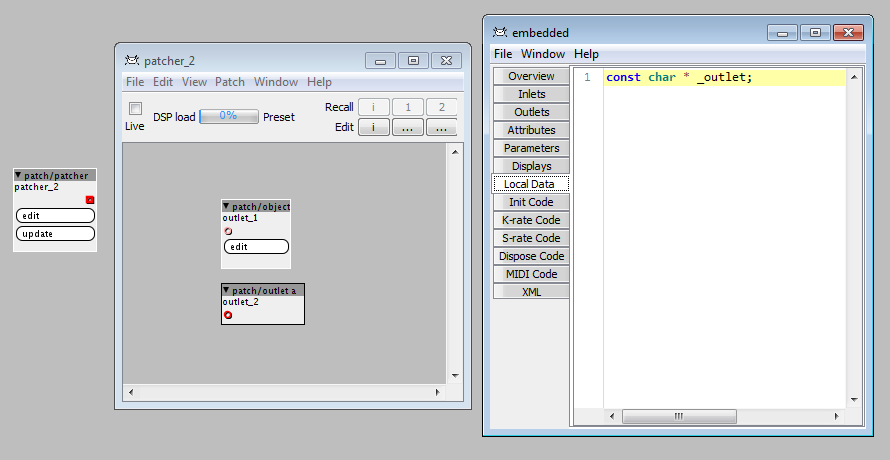 patch/patcher
patcher_2
edit
update
patcher_2
File Edit View Patch Window Help
Live
DSP load 0% Preset
Recall i 1 2
Edit i ... ...
patch/object
outlet_1
edit
patch/outlet a
outlet_2
embedded
File Window Help
Overview
Inlets
Outlets
Attributes
Parameters
Displays
Local Data
Init Code
K-rate Code
S-rate Code
Dispose Code
MIDI Code
XML
1 const char * _outlet;